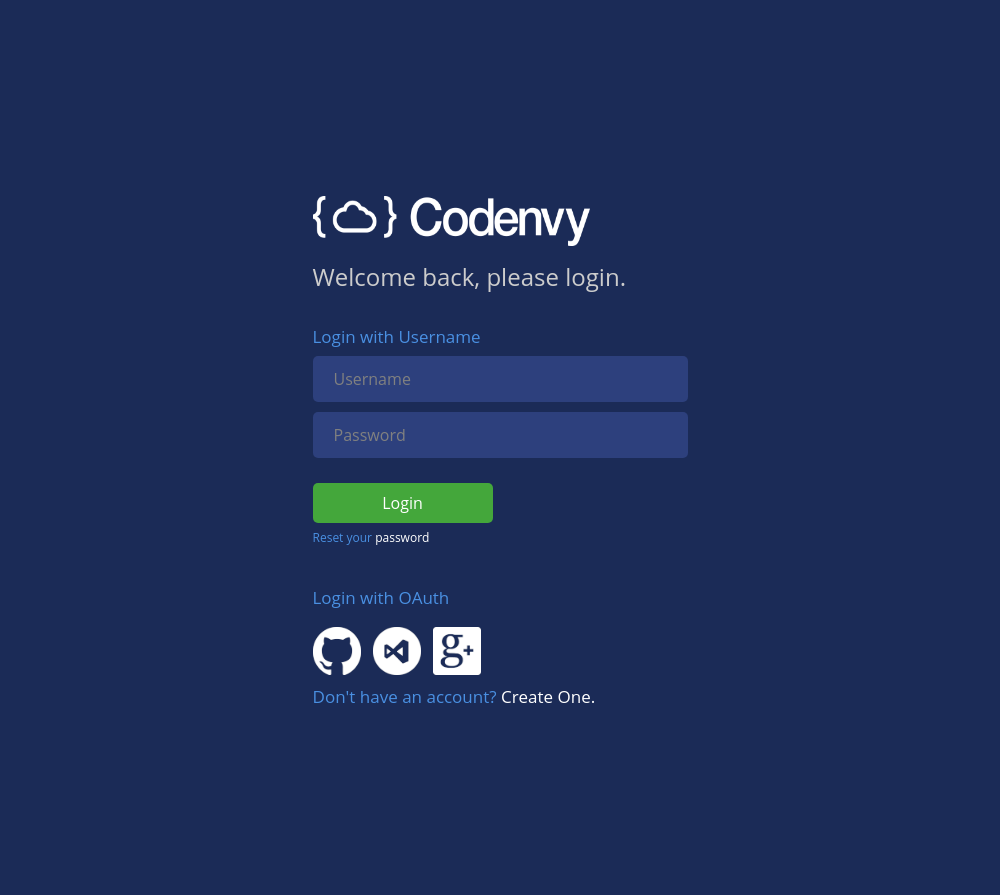 { } Codenvy
Welcome back, please login.
Login with Username
Username
Password
Login
Reset your password
Login with OAuth
g+
Don't have an account? Create One.